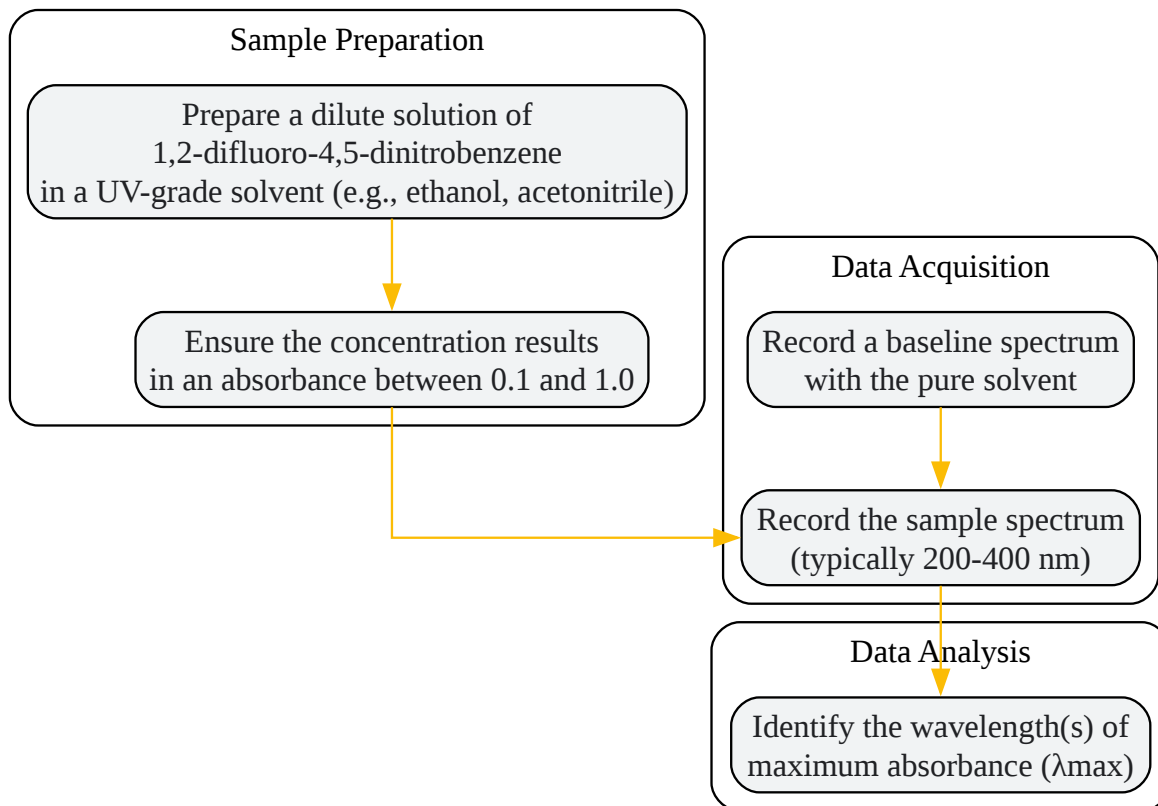 Sample Preparation
Prepare a dilute solution of
1,2-difluoro-4,5-dinitrobenzene
in a UV-grade solvent (e.g., ethanol, acetonitrile)
Ensure the concentration results
in an absorbance between 0.1 and 1.0
Data Acquisition
Record a baseline spectrum
with the pure solvent
Record the sample spectrum
(typically 200-400 nm)
Data Analysis
Identify the wavelength(s) of
maximum absorbance (λmax)